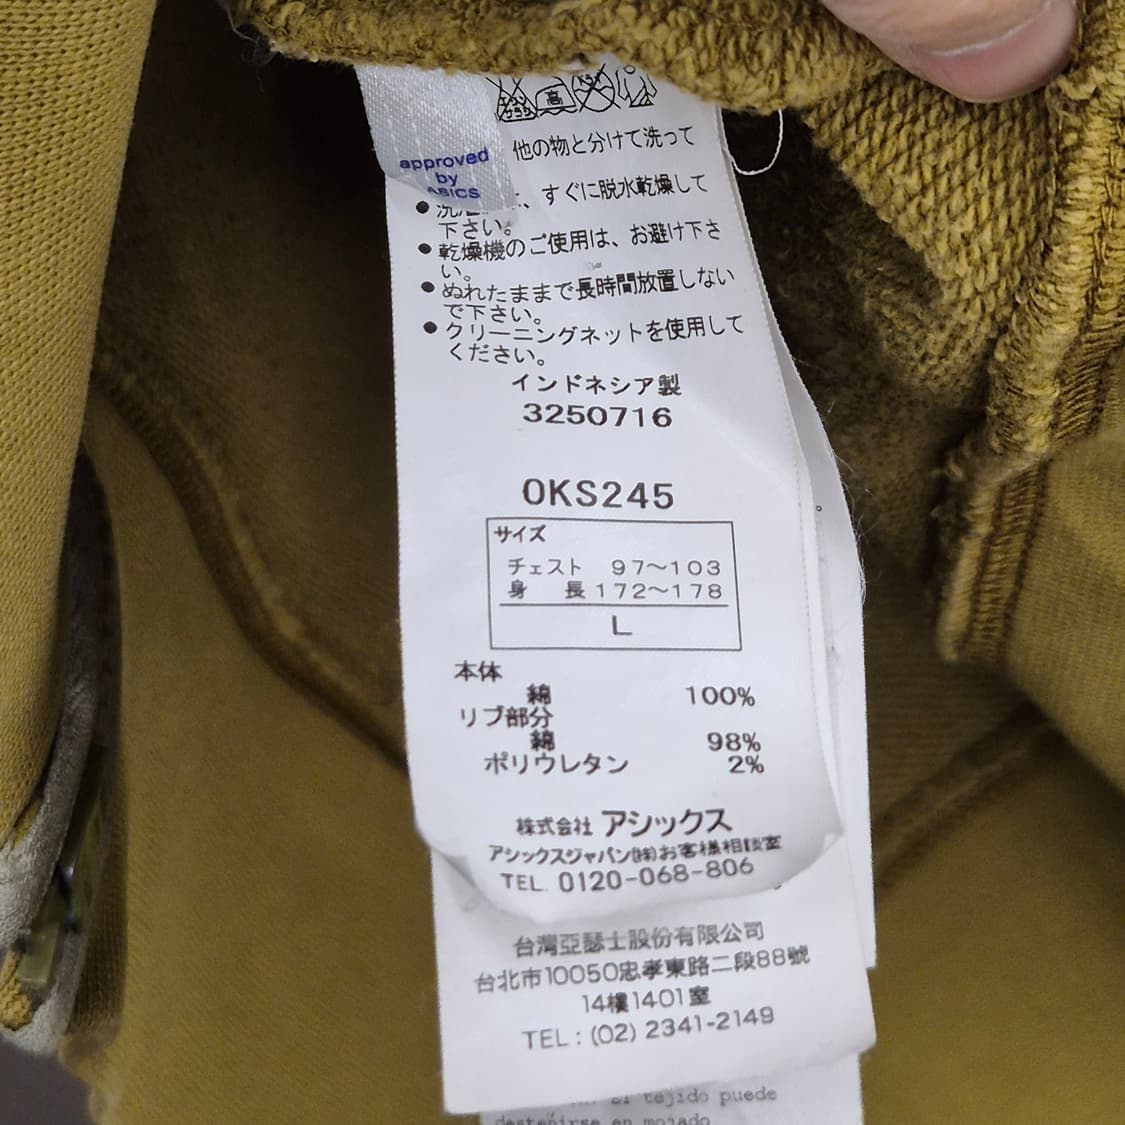 高
approved
by
asics
他の物と分けて洗って
、すぐに脱水乾燥して
下さい。
●乾燥機のご使用は、お避け下さ
い。
●ぬれたままで長時間放置しない
で下さい。
●クリーニングネットを使用して
ください。
インドネシア製
3250716
OKS245
サイズ
チェスト 97〜103
身 長 172〜178
L
本体
綿 100%
リブ部分
綿 98%
ポリウレタン 2%
株式会社 アシックス
アシックスジャパン(株)お客様相談室
TEL. 0120-068-806
台灣亞瑟士股份有限公司
台北市10050忠孝東路二段88號
14樓1401室
TEL : (02) 2341-2149
el tejido puede
desteñirse en mojado